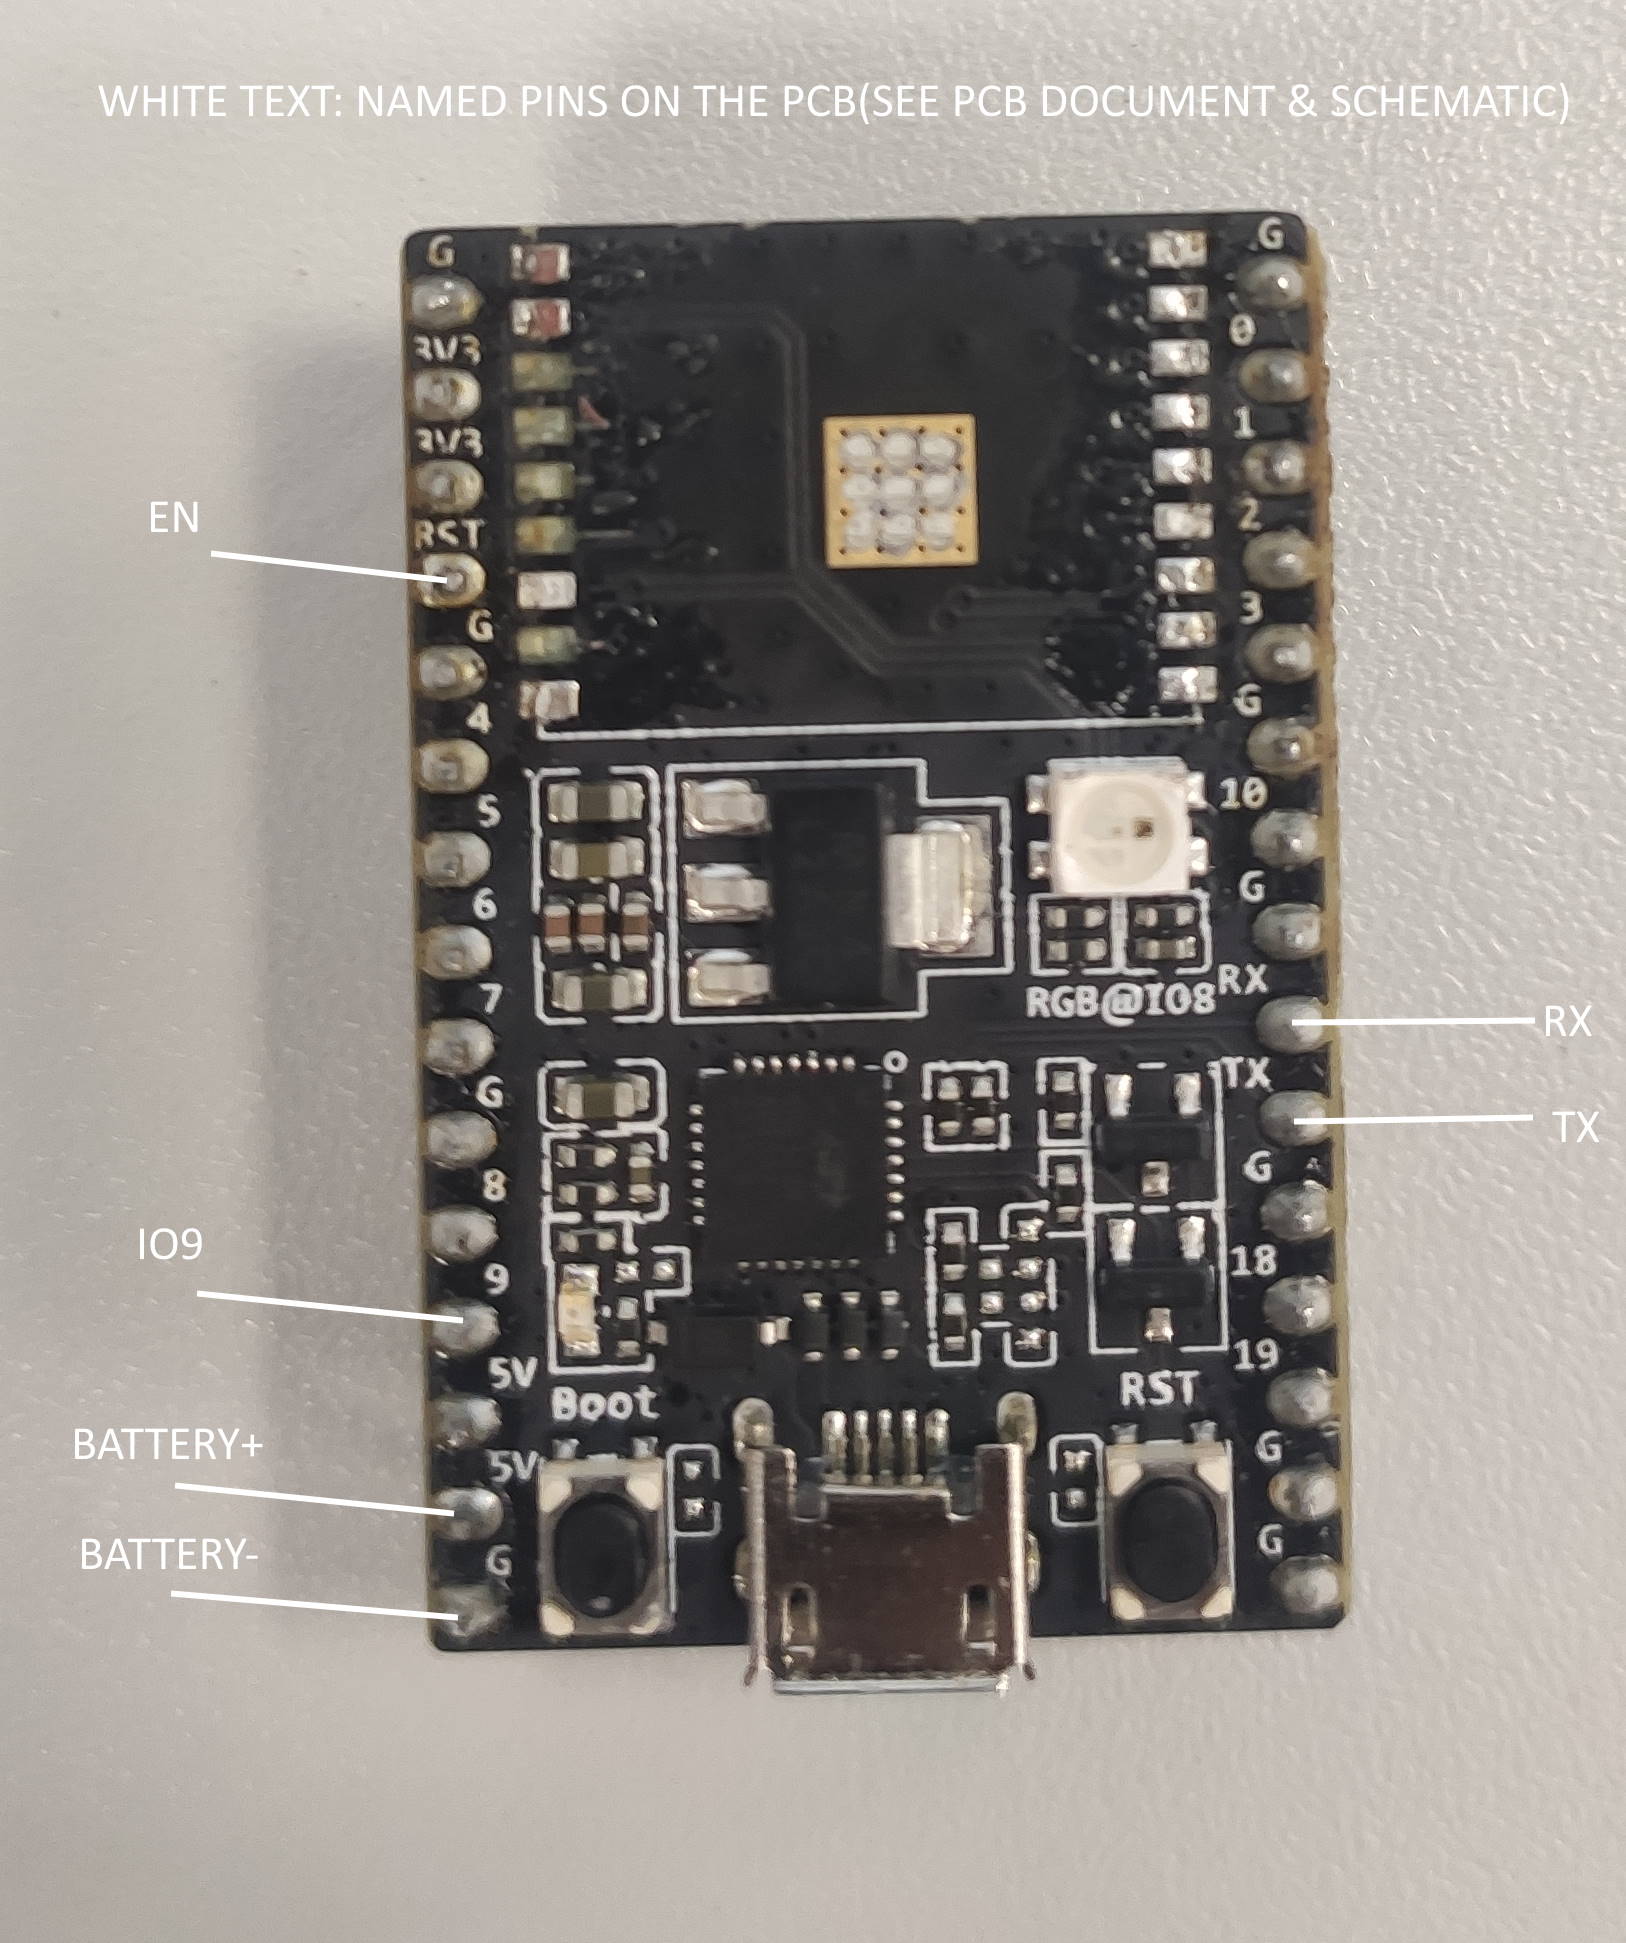 WHITE TEXT: NAMED PINS ON THE PCB(SEE PCB DOCUMENT & SCHEMATIC)
G
G
3V3
0
3V3
1
EN
RST
2
G
3
4
G
5
10
6
G
7
RGB@IO8
RX
RX
G
TX
TX
8
G
IO9
9
18
5V
Boot
RST
19
BATTERY+
5V
G
BATTERY-
G
G